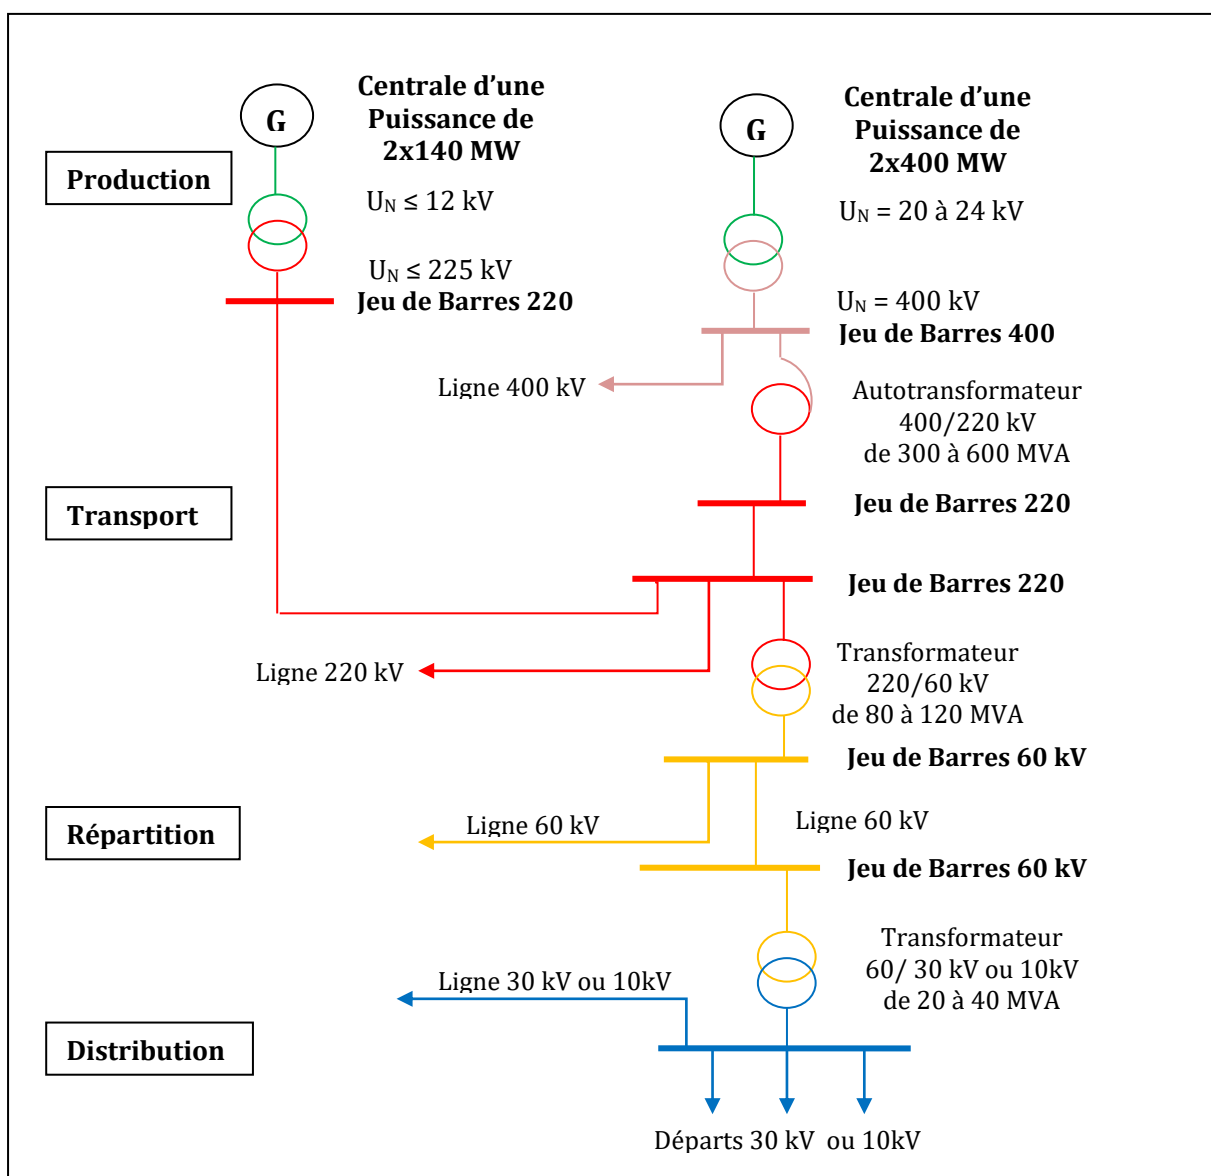 G
Centrale d’une
Puissance de
2x140 MW
G
Centrale d’une
Puissance de
2x400 MW
Production
U_N ≤ 12 kV
U_N = 20 à 24 kV
U_N ≤ 225 kV
Jeu de Barres 220
U_N = 400 kV
Jeu de Barres 400
Ligne 400 kV
Autotransformateur
400/220 kV
de 300 à 600 MVA
Transport
Jeu de Barres 220
Jeu de Barres 220
Ligne 220 kV
Transformateur
220/60 kV
de 80 à 120 MVA
Jeu de Barres 60 kV
Répartition
Ligne 60 kV
Ligne 60 kV
Jeu de Barres 60 kV
Transformateur
60/ 30 kV ou 10kV
de 20 à 40 MVA
Ligne 30 kV ou 10kV
Distribution
Départs 30 kV ou 10kV